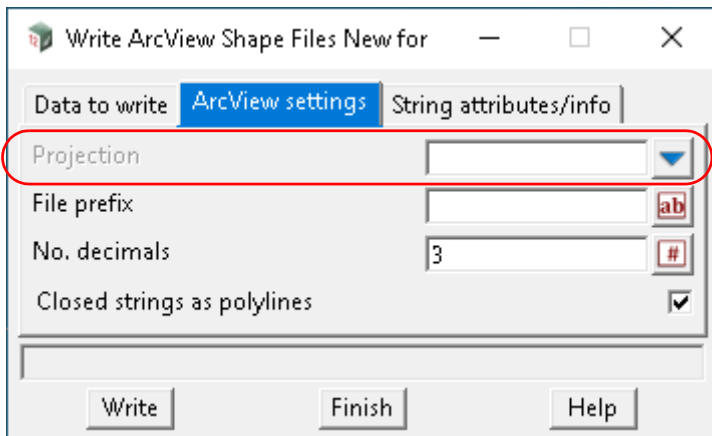 Write ArcView Shape Files New for
Data to write ArcView settings String attributes/info
Projection
File prefix ab
No. decimals 3 #
Closed strings as polylines
Write Finish Help